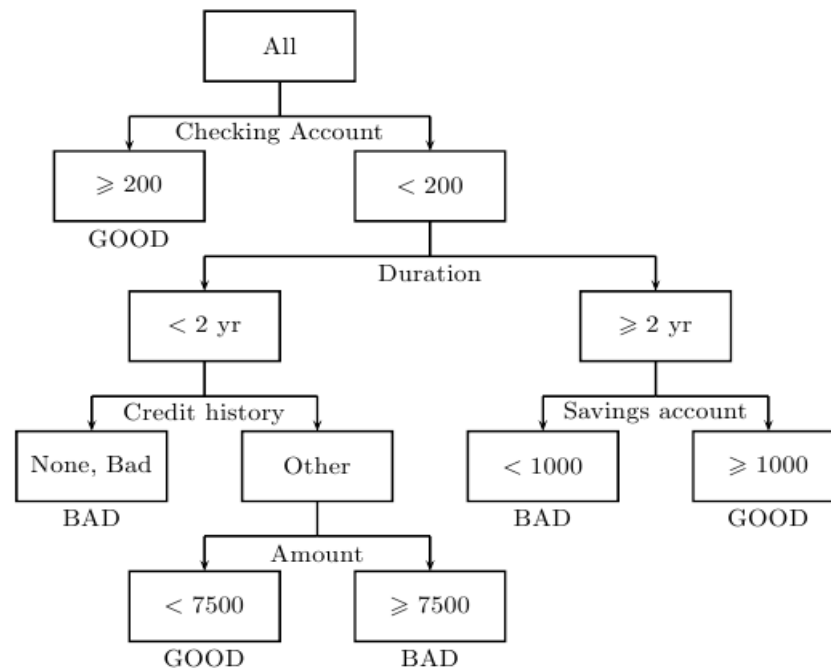 All
Checking Account
⩾ 200
< 200
GOOD
Duration
< 2 yr
⩾ 2 yr
Credit history
Savings account
None, Bad
Other
< 1000
⩾ 1000
BAD
BAD
GOOD
Amount
< 7500
⩾ 7500
GOOD
BAD